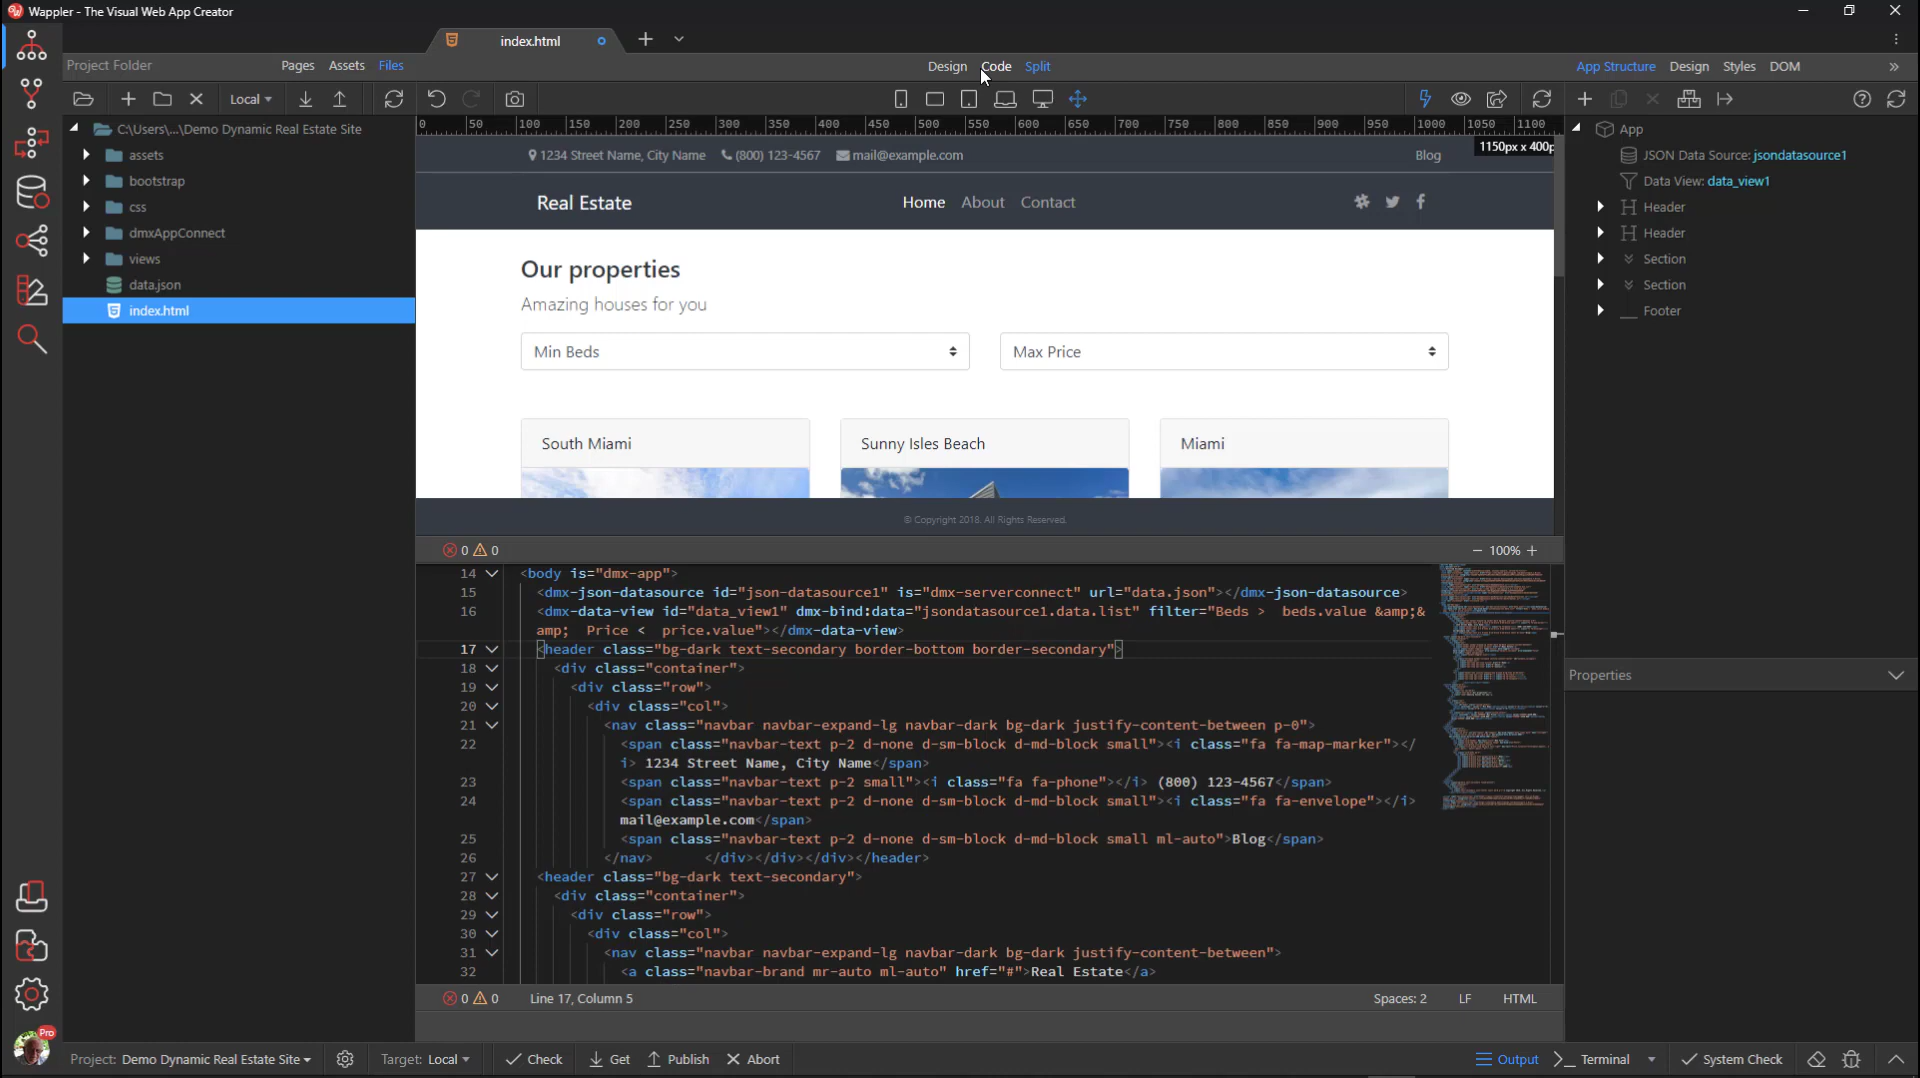 Wappler - The Visual Web App Creator
index.html
Project Folder
Pages Assets Files
Design Code Split
App Structure Design Styles DOM
Local
C:\Users\...\Demo Dynamic Real Estate Site
assets
bootstrap
css
dmxAppConnect
views
data.json
index.html
0 50 100 150 200 250 300 350 400 450 500 550 600 650 700 750 800 850 900 950 1000 1050 1100
1234 Street Name, City Name (800) 123-4567 mail@example.com Blog
1150px x 400p
Real Estate Home About Contact
Our properties
Amazing houses for you
Min Beds Max Price
South Miami Sunny Isles Beach Miami
© Copyright 2018. All Rights Reserved.
0 0 100%
14 <body is="dmx-app">
15 <dmx-json-datasource id="json-datasource1" is="dmx-serverconnect" url="data.json"></dmx-json-datasource>
16 <dmx-data-view id="data_view1" dmx-bind:data="jsondatasource1.data.list" filter="Beds >  beds.value &amp;&
amp;  Price <  price.value"></dmx-data-view>
17 <header class="bg-dark text-secondary border-bottom border-secondary">
18 <div class="container">
19 <div class="row">
20 <div class="col">
21 <nav class="navbar navbar-expand-lg navbar-dark bg-dark justify-content-between p-0">
22 <span class="navbar-text p-2 d-none d-sm-block d-md-block small"><i class="fa fa-map-marker"></
i> 1234 Street Name, City Name</span>
23 <span class="navbar-text p-2 small"><i class="fa fa-phone"></i> (800) 123-4567</span>
24 <span class="navbar-text p-2 d-none d-sm-block d-md-block small"><i class="fa fa-envelope"></i>
mail@example.com</span>
25 <span class="navbar-text p-2 d-none d-sm-block d-md-block small ml-auto">Blog</span>
26 </nav>      </div></div></div></header>
27 <header class="bg-dark text-secondary">
28 <div class="container">
29 <div class="row">
30 <div class="col">
31 <nav class="navbar navbar-expand-lg navbar-dark bg-dark justify-content-between">
32 <a class="navbar-brand mr-auto ml-auto" href="#">Real Estate</a>
0 0 Line 17, Column 5 Spaces: 2 LF HTML
App
JSON Data Source: jsondatasource1
Data View: data_view1
Header
Header
Section
Section
Footer
Properties
Pro
Project: Demo Dynamic Real Estate Site Target: Local Check Get Publish Abort Output Terminal System Check